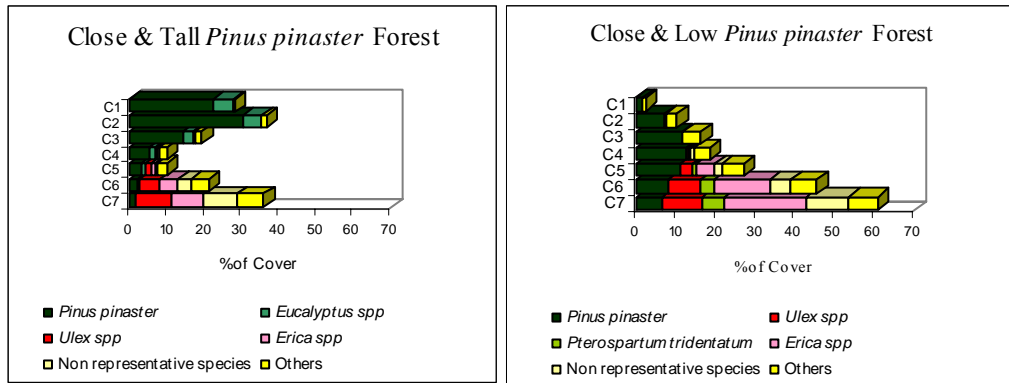 Close & Tall Pinus pinaster Forest
C1
C2
C3
C4
C5
C6
C7
0 10 20 30 40 50 60 70
%of Cover
Pinus pinaster Eucalyptus spp
Ulex spp Erica spp
Non representative species Others
Close & Low Pinus pinaster Forest
C1
C2
C3
C4
C5
C6
C7
0 10 20 30 40 50 60 70
%of Cover
Pinus pinaster Ulex spp
Pterospartum tridentatum Erica spp
Non representative species Others